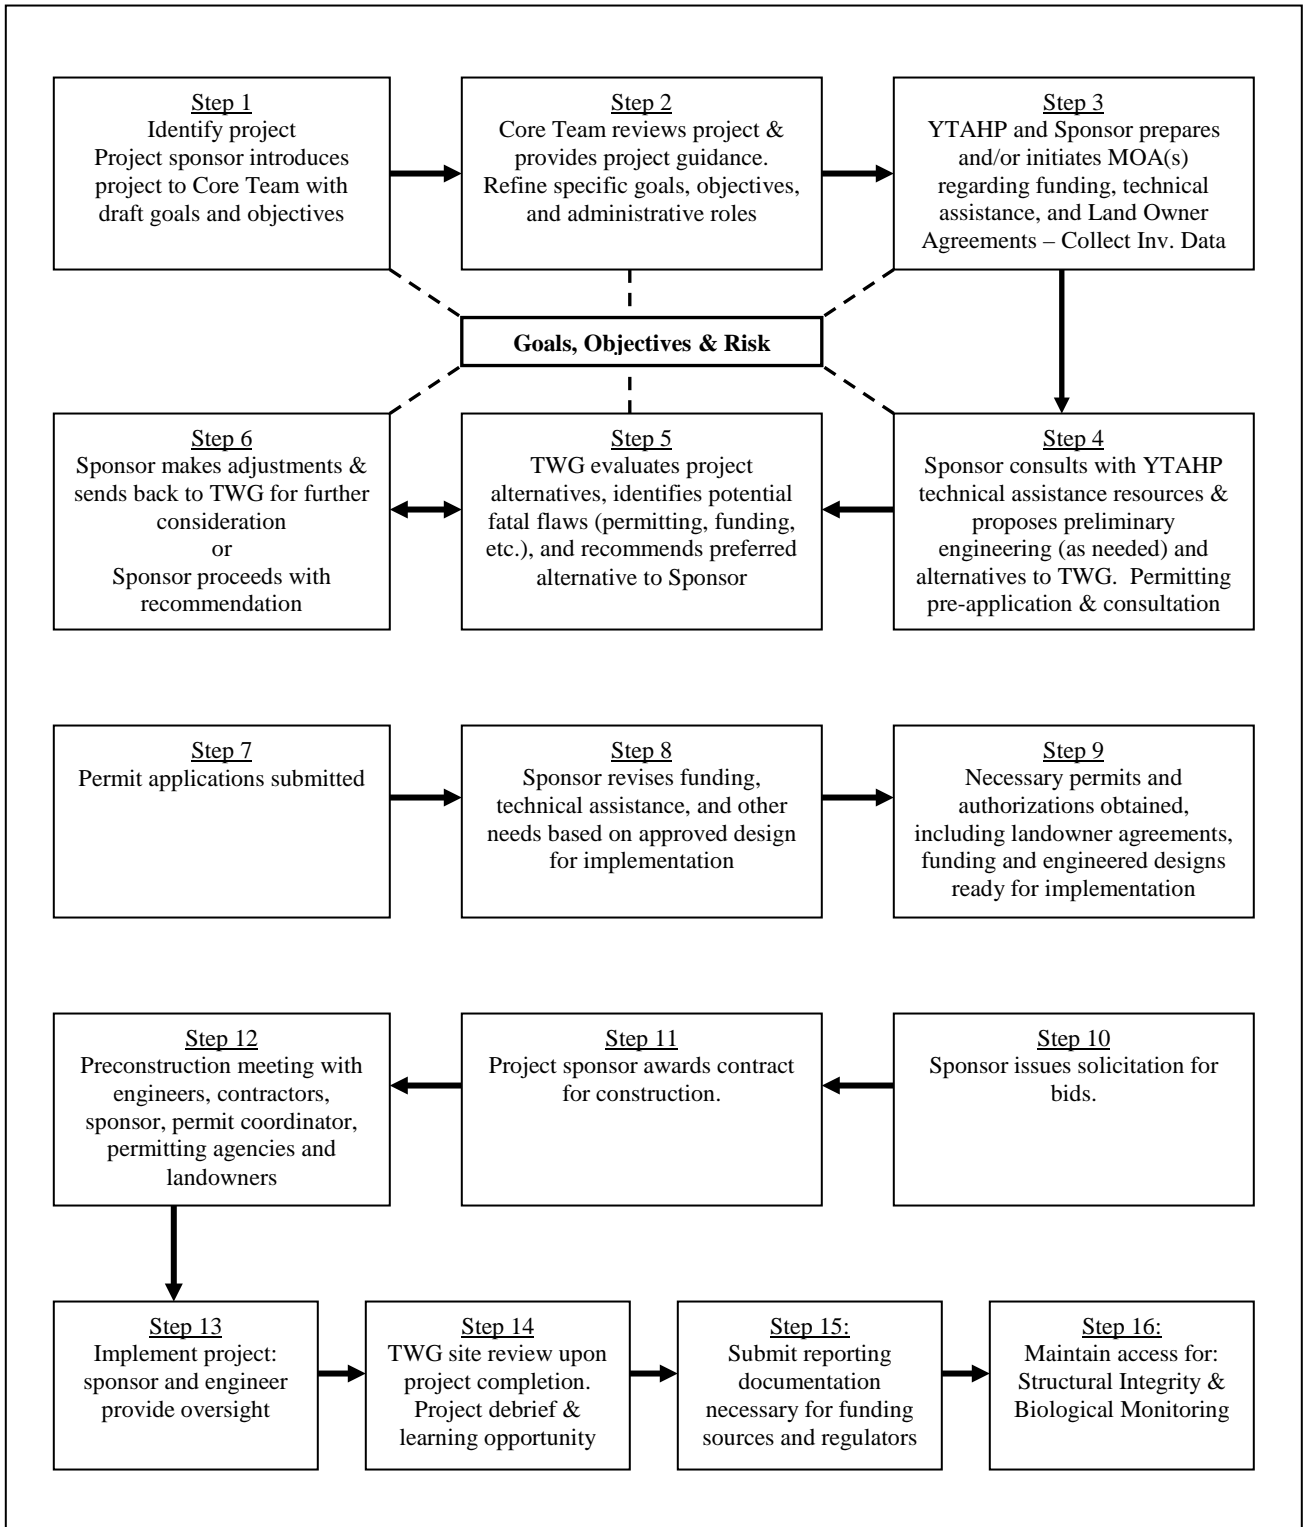 Step 1
Identify project
Project sponsor introduces
project to Core Team with
draft goals and objectives
Step 2
Core Team reviews project &
provides project guidance.
Refine specific goals, objectives,
and administrative roles
Step 3
YTAHP and Sponsor prepares
and/or initiates MOA(s)
regarding funding, technical
assistance, and Land Owner
Agreements – Collect Inv. Data
Goals, Objectives & Risk
Step 6
Sponsor makes adjustments &
sends back to TWG for further
consideration
or
Sponsor proceeds with
recommendation
Step 5
TWG evaluates project
alternatives, identifies potential
fatal flaws (permitting, funding,
etc.), and recommends preferred
alternative to Sponsor
Step 4
Sponsor consults with YTAHP
technical assistance resources &
proposes preliminary
engineering (as needed) and
alternatives to TWG.  Permitting
pre-application & consultation
Step 7
Permit applications submitted
Step 8
Sponsor revises funding,
technical assistance, and other
needs based on approved design
for implementation
Step 9
Necessary permits and
authorizations obtained,
including landowner agreements,
funding and engineered designs
ready for implementation
Step 12
Preconstruction meeting with
engineers, contractors,
sponsor, permit coordinator,
permitting agencies and
landowners
Step 11
Project sponsor awards contract
for construction.
Step 10
Sponsor issues solicitation for
bids.
Step 13
Implement project:
sponsor and engineer
provide oversight
Step 14
TWG site review upon
project completion.
Project debrief &
learning opportunity
Step 15:
Submit reporting
documentation
necessary for funding
sources and regulators
Step 16:
Maintain access for:
Structural Integrity &
Biological Monitoring